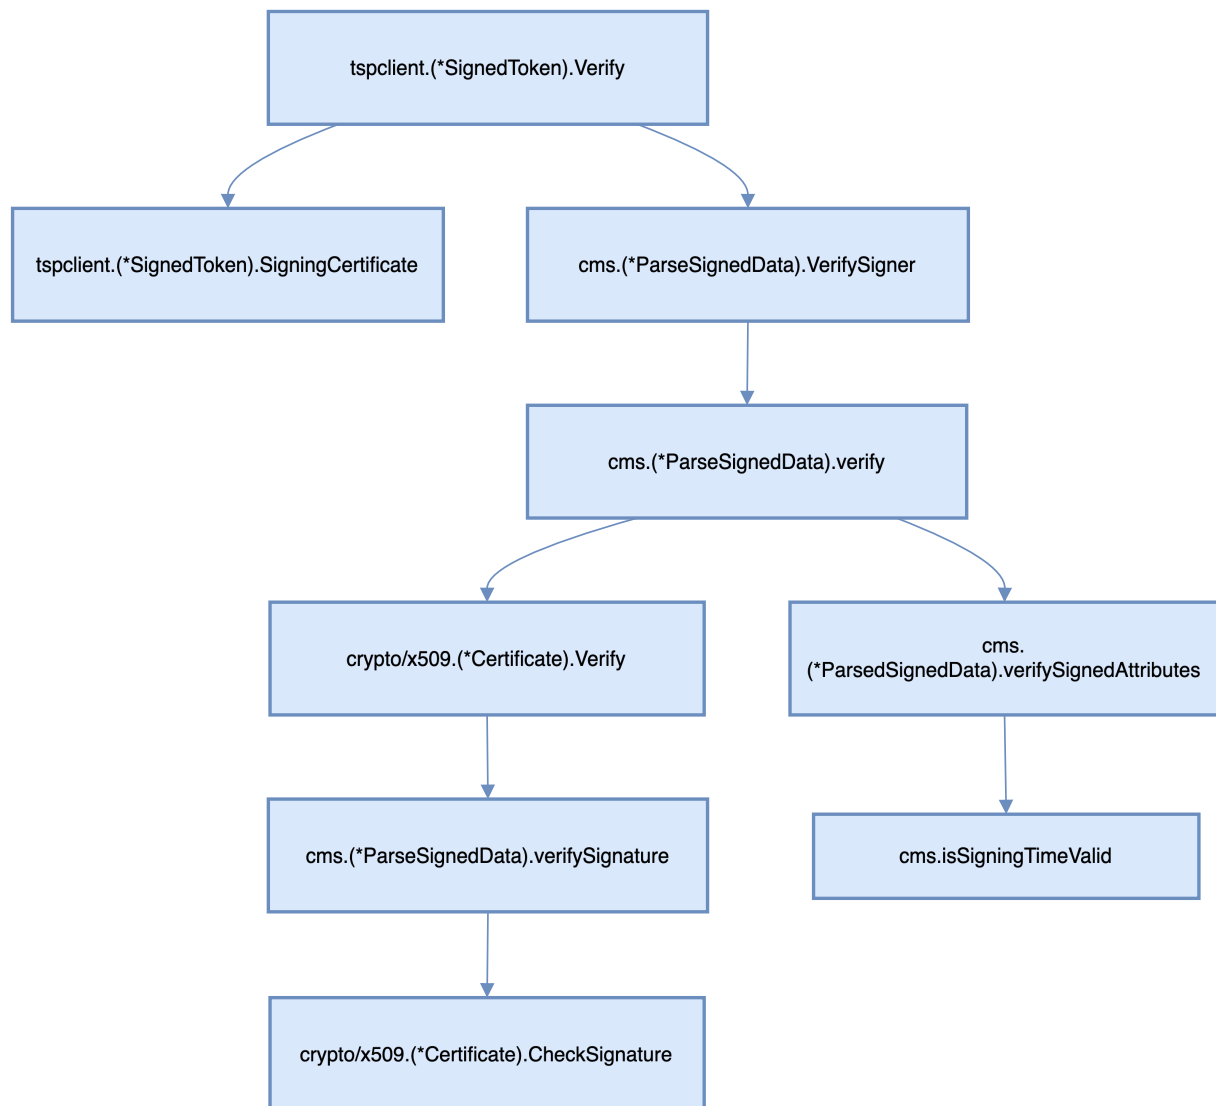 tspclient.(*SignedToken).Verify
tspclient.(*SignedToken).SigningCertificate
cms.(*ParseSignedData).VerifySigner
cms.(*ParseSignedData).verify
crypto/x509.(*Certificate).Verify
cms.
(*ParsedSignedData).verifySignedAttributes
cms.(*ParseSignedData).verifySignature
cms.isSigningTimeValid
crypto/x509.(*Certificate).CheckSignature